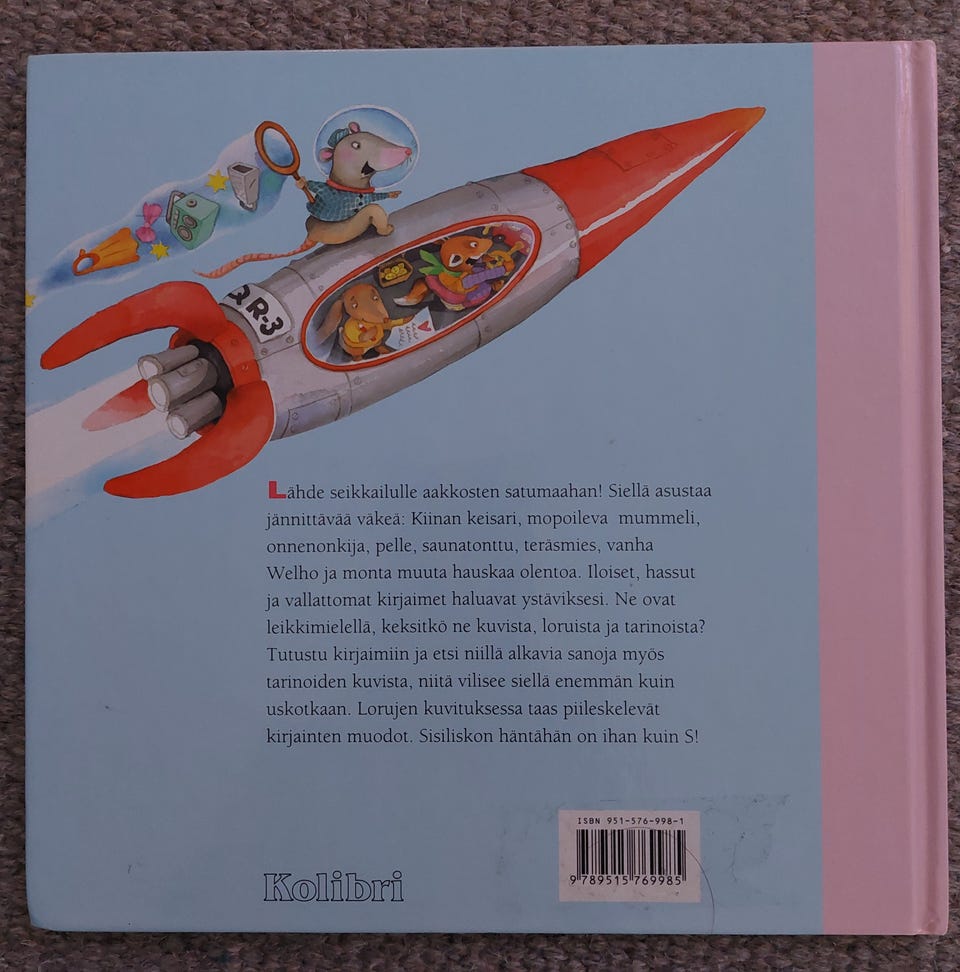 Q R-3
Lähde seikkailulle aakkosten satumaahan! Siellä asustaa
jännittävää väkeä: Kiinan keisari, mopoileva mummeli,
onnenonkija, pelle, saunatonttu, teräsmies, vanha
Welho ja monta muuta hauskaa olentoa. Iloiset, hassut
ja vallattomat kirjaimet haluavat ystäviksesi. Ne ovat
leikkimielellä, keksitkö ne kuvista, loruista ja tarinoista?
Tutustu kirjaimiin ja etsi niillä alkavia sanoja myös
tarinoiden kuvista, niitä vilisee siellä enemmän kuin
uskotkaan. Lorujen kuvituksessa taas piileskelevät
kirjainten muodot. Sisiliskon häntähän on ihan kuin S!
ISBN 951-576-998-1
9 789515 769985
Kolibri